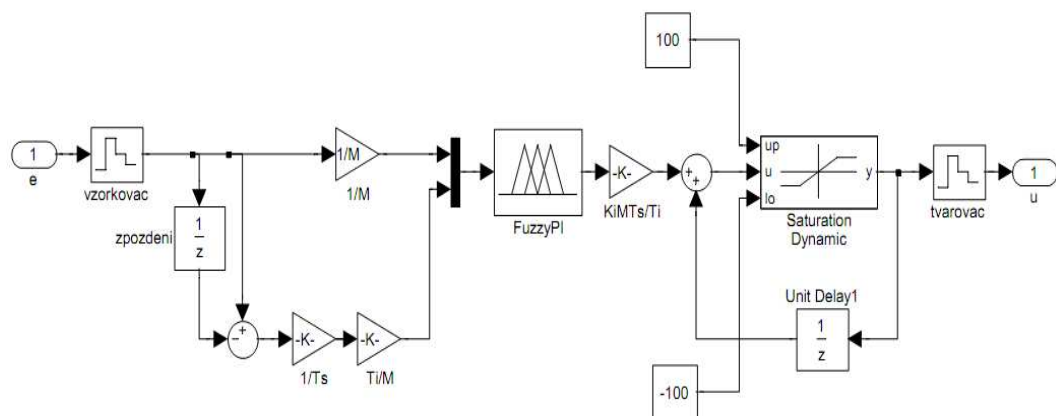 100
1
e
vzorkovac
1/M
1/M
FuzzyPI
-K-
KiMTs/Ti
+
+
up
u
lo
y
Saturation
Dynamic
tvarovac
1
u
zpozdeni
1
z
+
−
-K-
1/Ts
-K-
Ti/M
Unit Delay1
1
z
-100